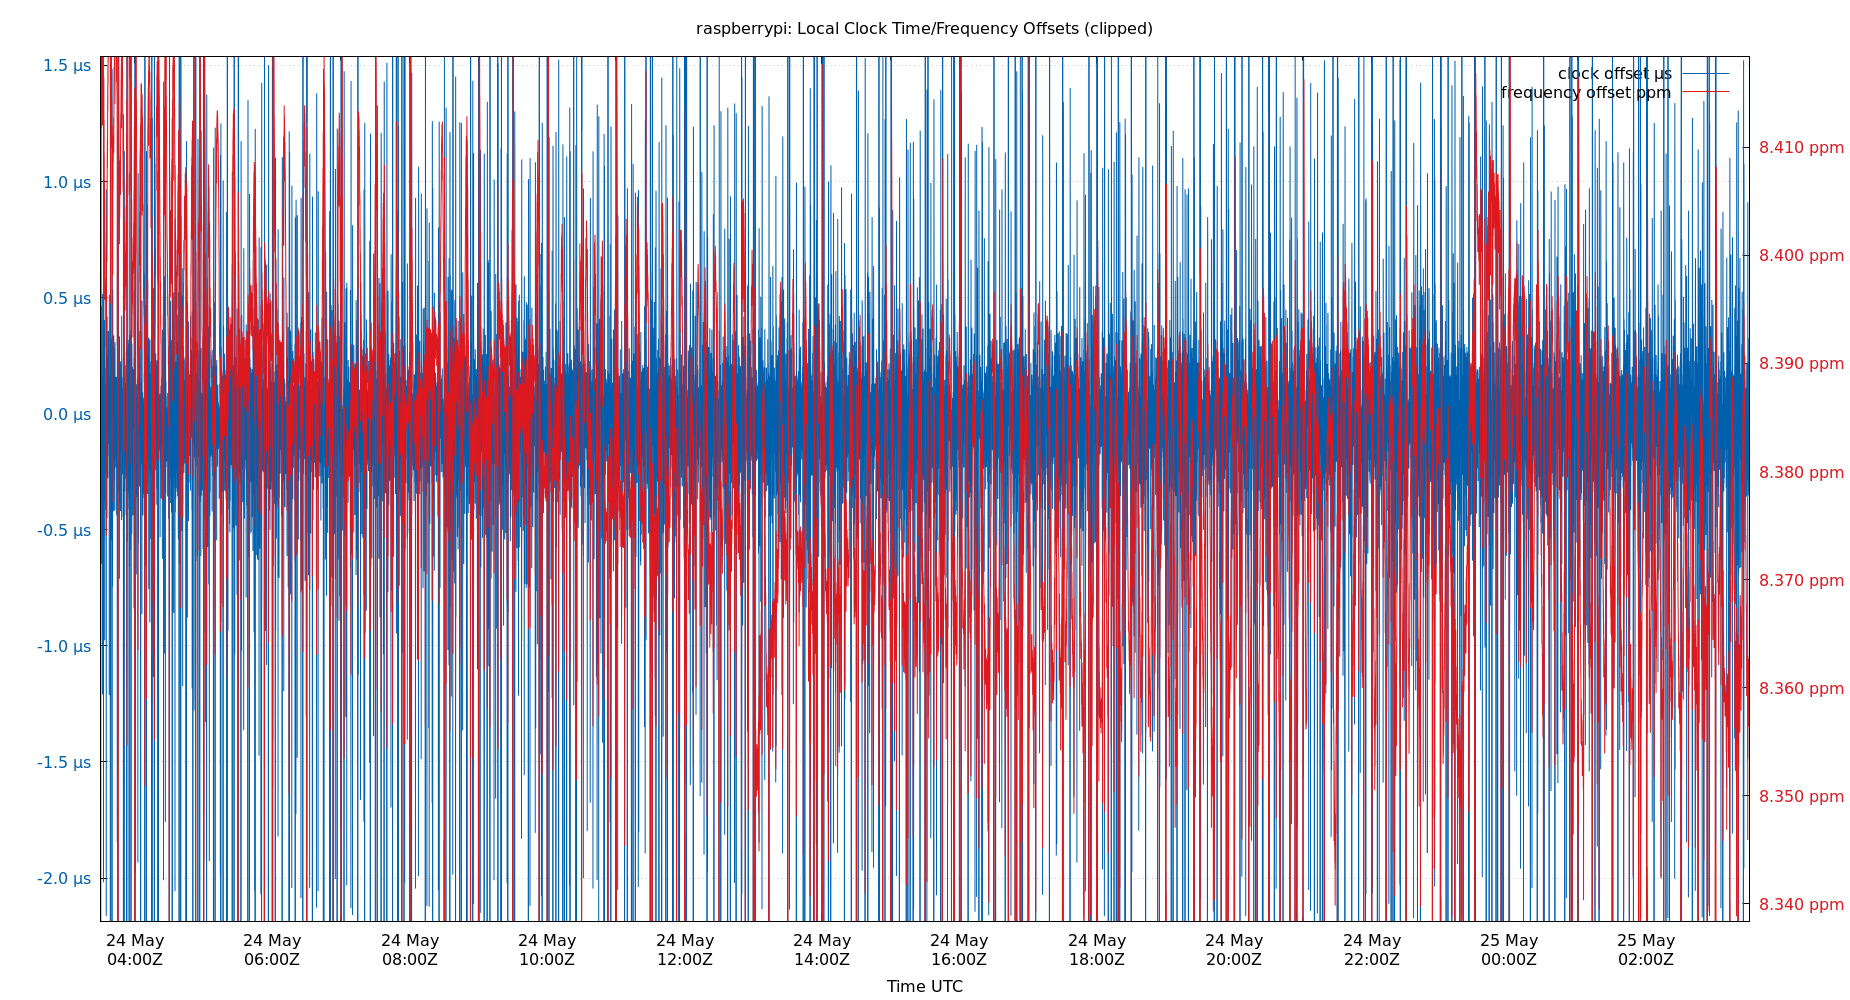 raspberrypi: Local Clock Time/Frequency Offsets (clipped)
clock offset µs
frequency offset ppm
1.5 µs
1.0 µs
0.5 µs
0.0 µs
-0.5 µs
-1.0 µs
-1.5 µs
-2.0 µs
8.410 ppm
8.400 ppm
8.390 ppm
8.380 ppm
8.370 ppm
8.360 ppm
8.350 ppm
8.340 ppm
24 May 24 May 24 May 24 May 24 May 24 May 24 May 24 May 24 May 24 May 25 May 25 May
04:00Z 06:00Z 08:00Z 10:00Z 12:00Z 14:00Z 16:00Z 18:00Z 20:00Z 22:00Z 00:00Z 02:00Z
Time UTC